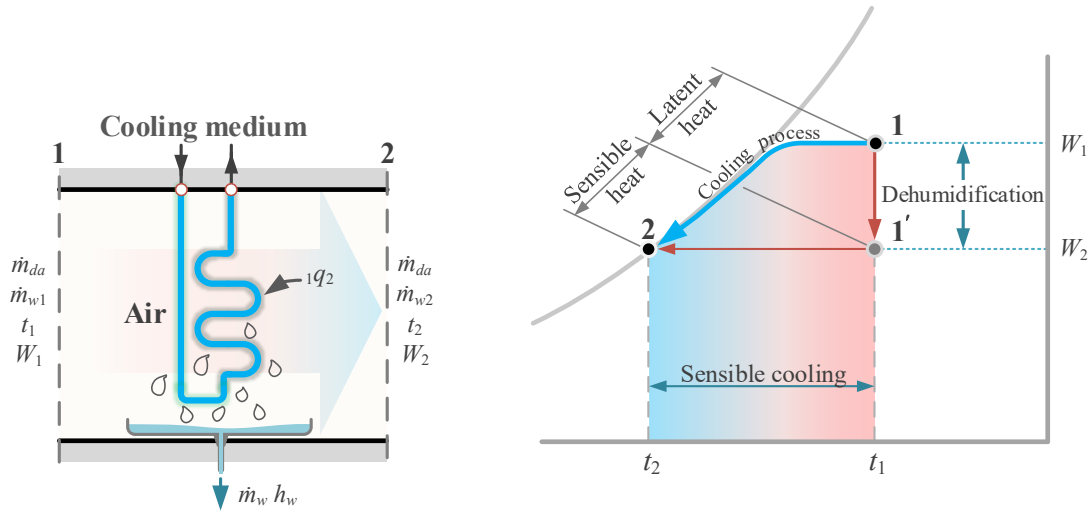 Cooling medium
1
2
ṁda
ṁw1
t1
W1
Air
1q2
ṁda
ṁw2
t2
W2
ṁw hw
Latent
heat
Sensible
heat
Cooling process
1
W1
Dehumidification
2
1′
W2
Sensible cooling
t2
t1